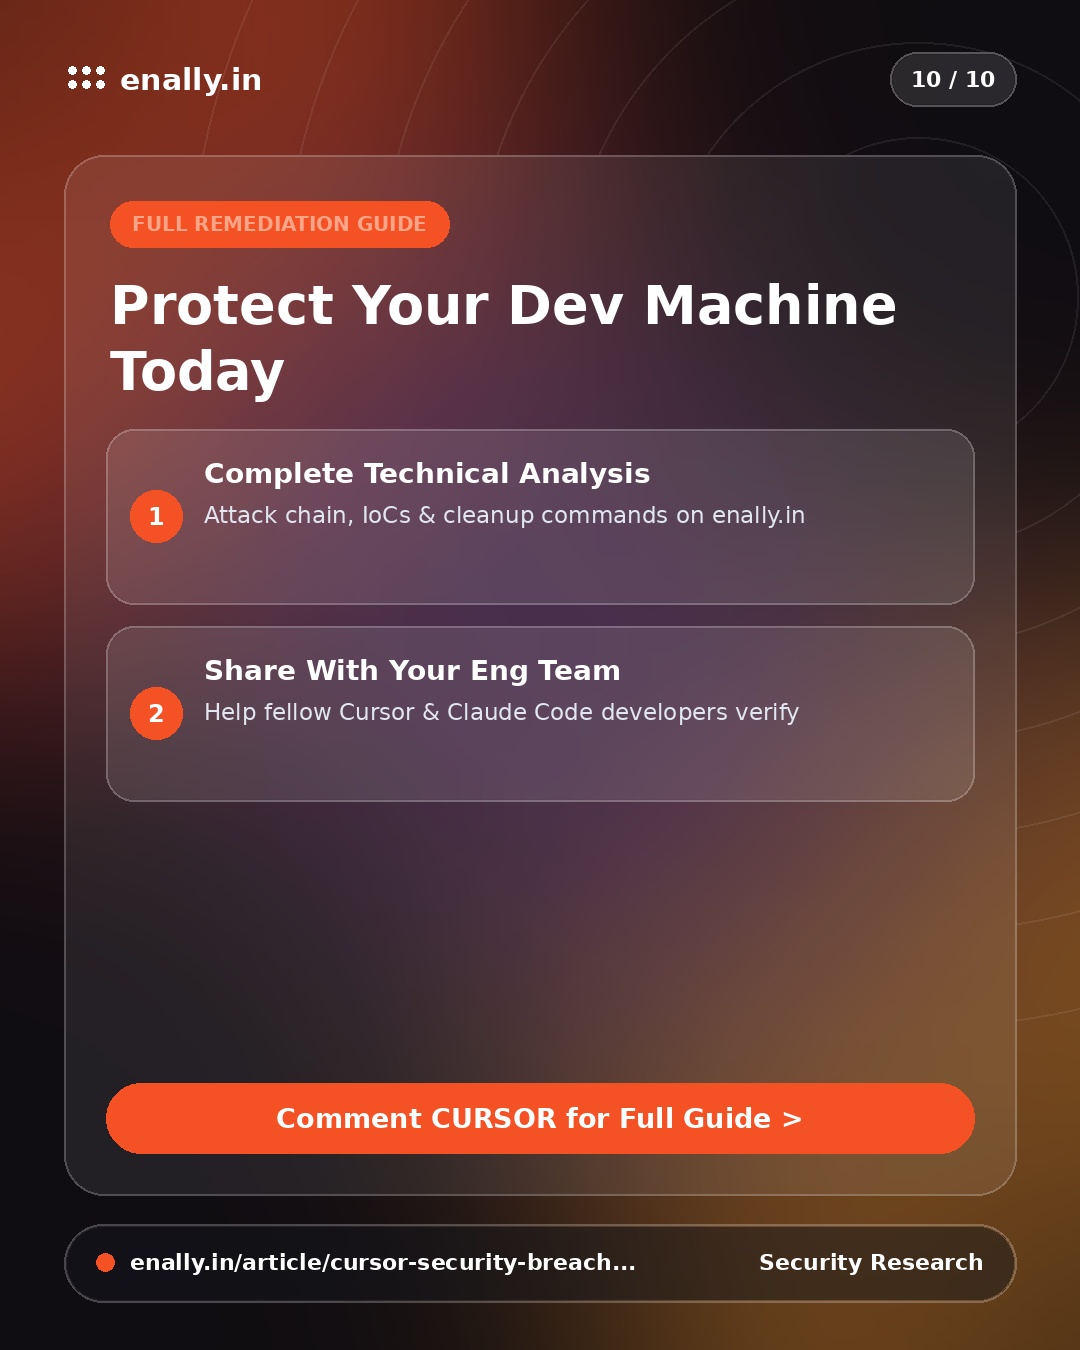 enally.in
10 / 10
FULL REMEDIATION GUIDE
Protect Your Dev Machine
Today
1
Complete Technical Analysis
Attack chain, IoCs & cleanup commands on enally.in
2
Share With Your Eng Team
Help fellow Cursor & Claude Code developers verify
Comment CURSOR for Full Guide >
enally.in/article/cursor-security-breach...
Security Research